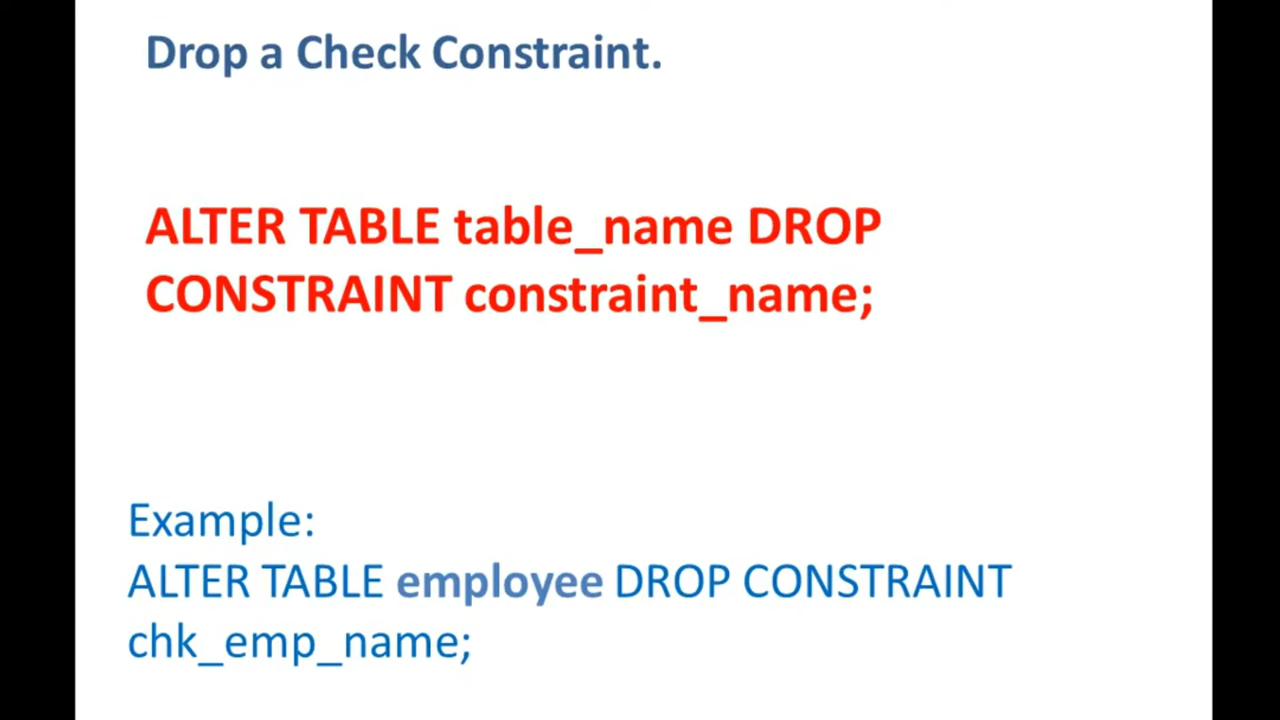 Drop a Check Constraint.
ALTER TABLE table_name DROP
CONSTRAINT constraint_name;
Example:
ALTER TABLE employee DROP CONSTRAINT
chk_emp_name;